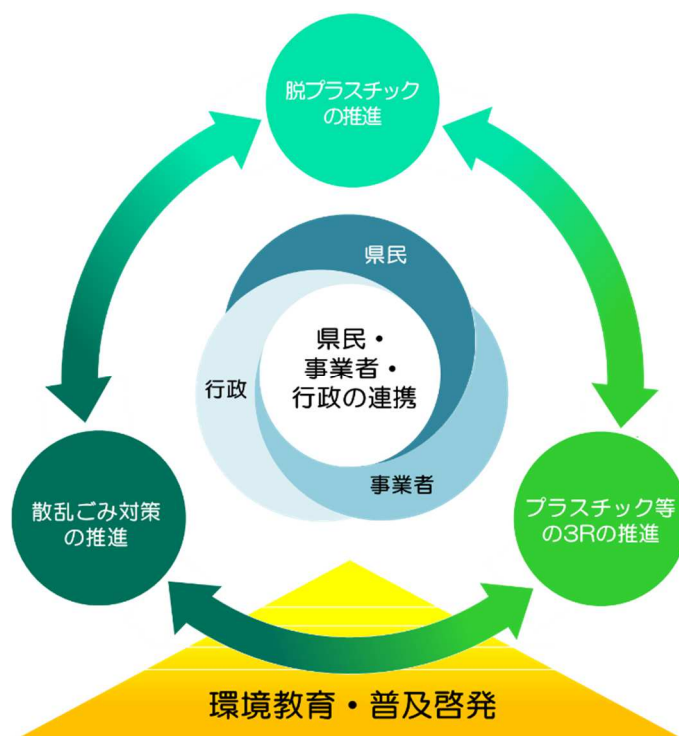 脱プラスチック
の推進
県民
県民・
事業者・
行政の連携
行政
事業者
散乱ごみ対策
の推進
プラスチック等
の3Rの推進
環境教育・普及啓発